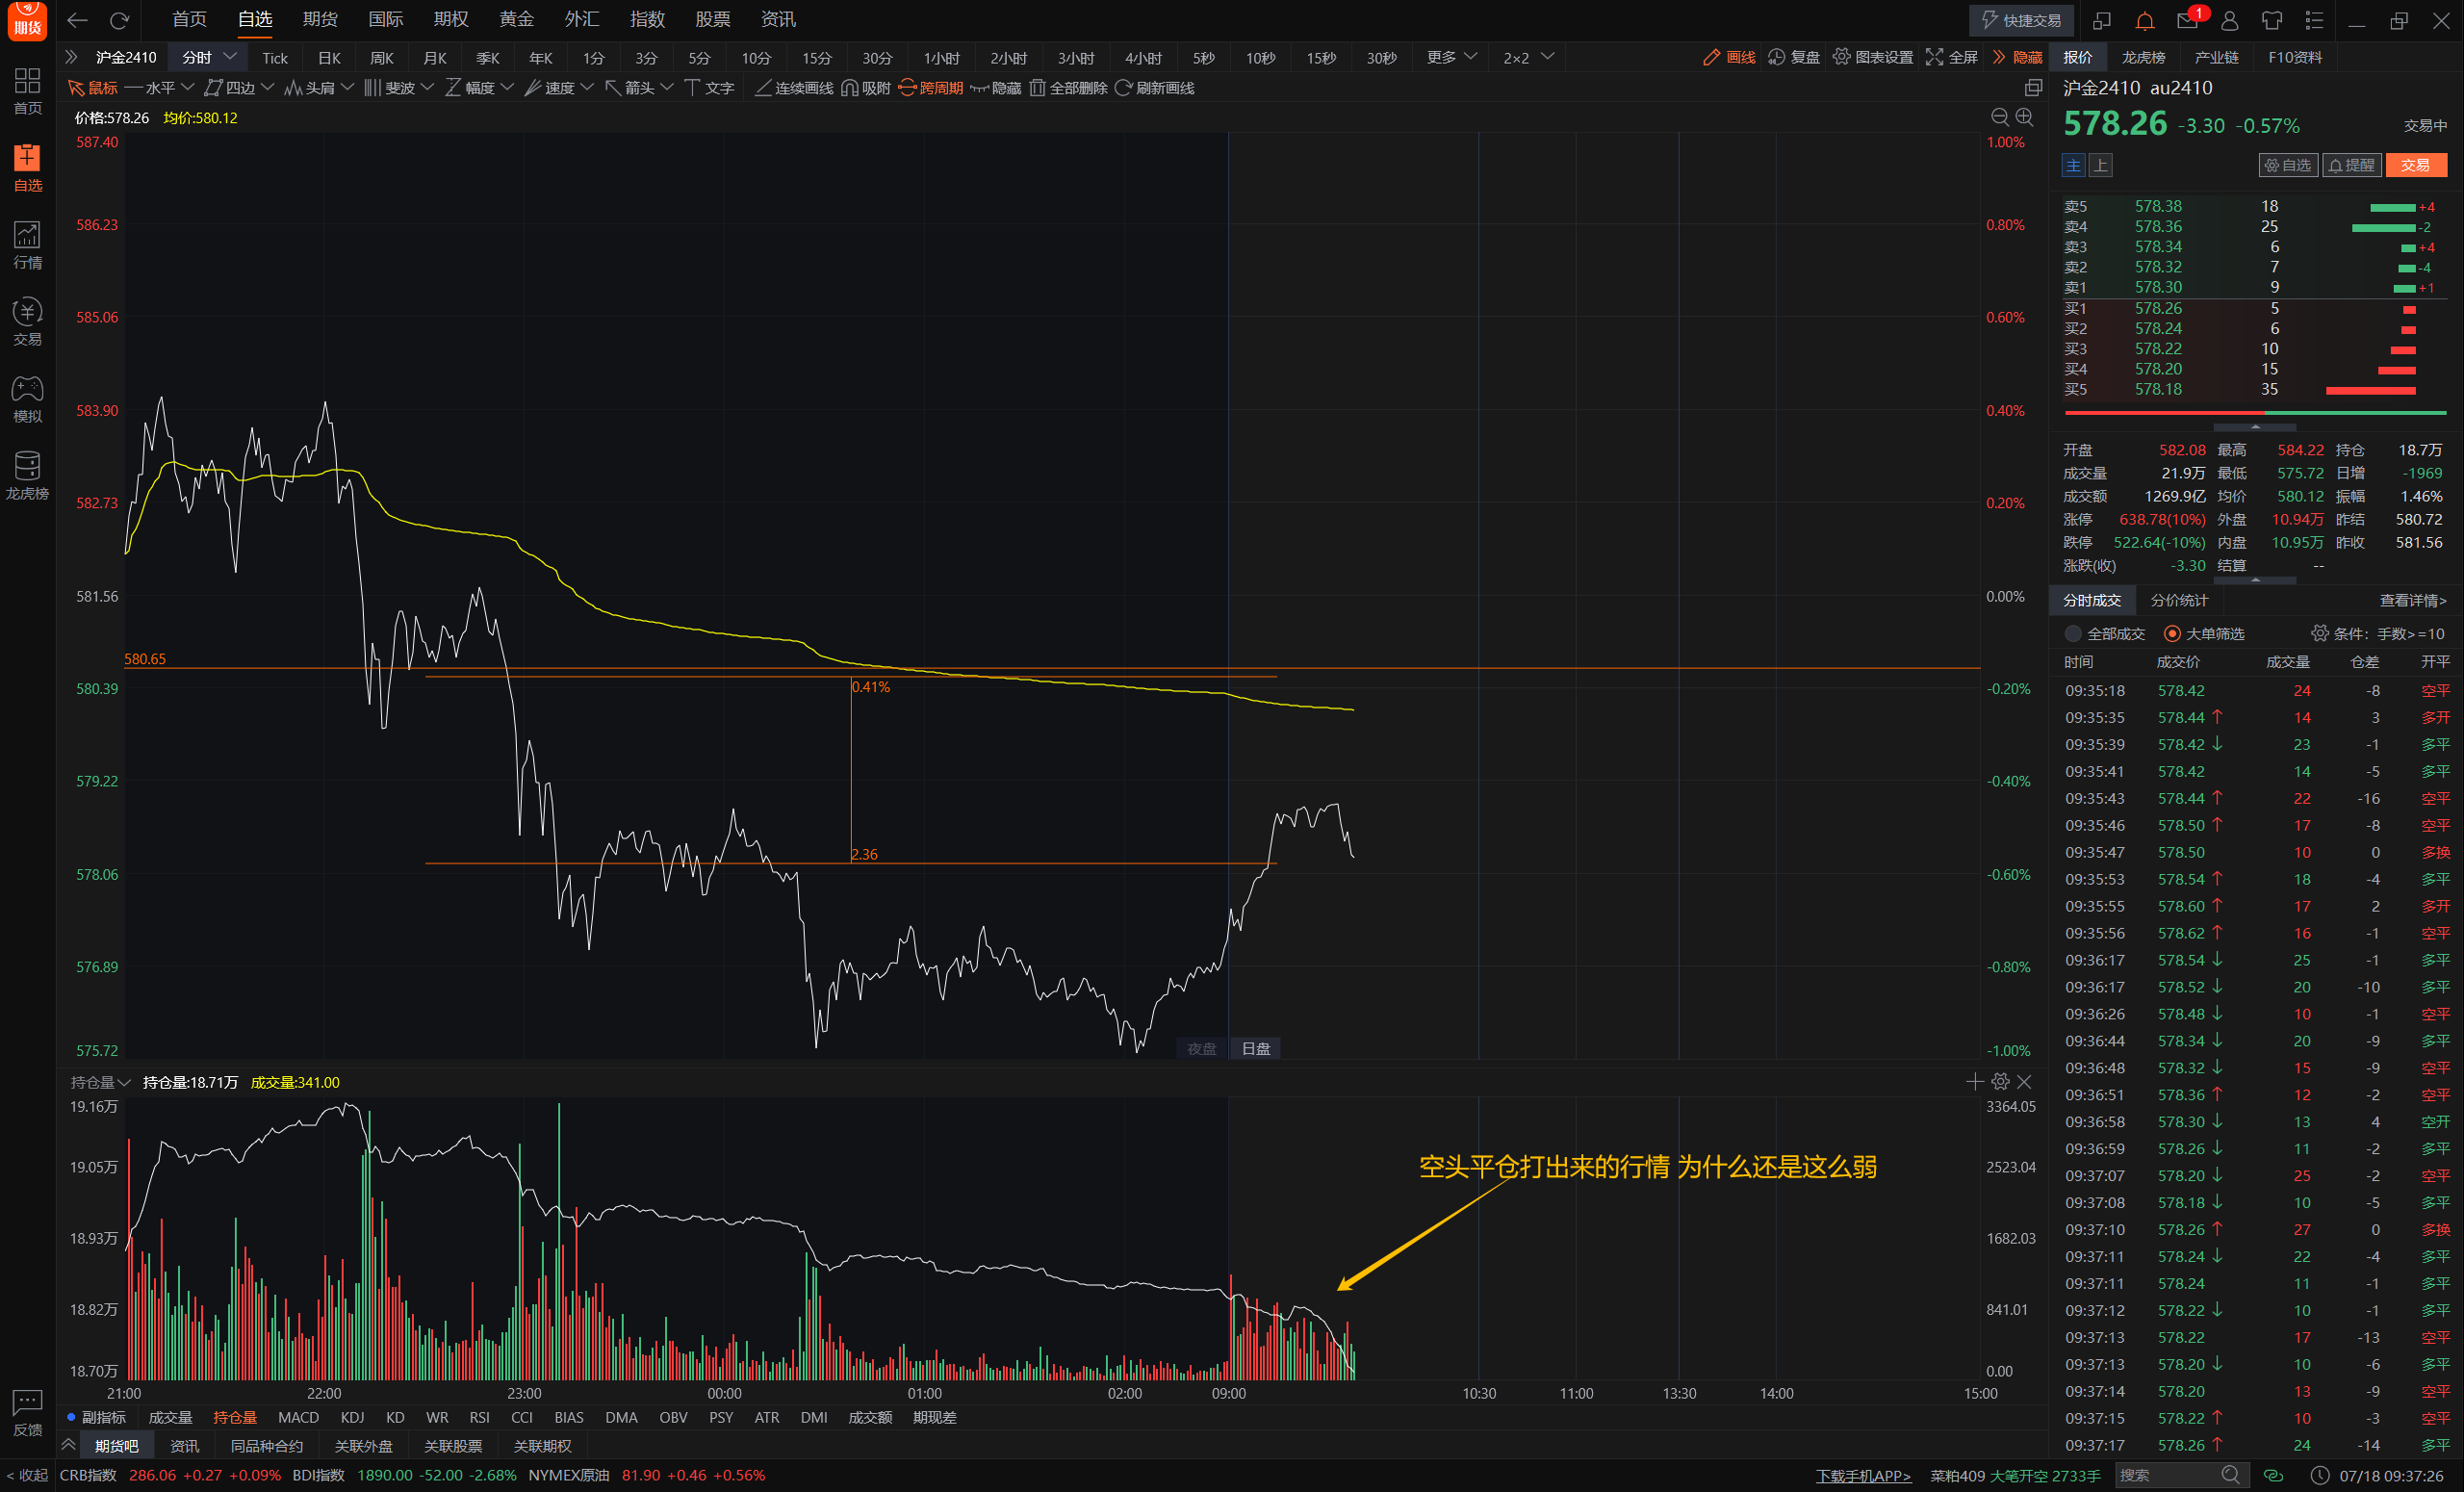 期货 首页 自选 期货 国际 期权 黄金 外汇 指数 股票 资讯 快捷交易 1
沪金2410 分时 Tick 日K 周K 月K 季K 年K 1分 3分 5分 10分 15分 30分 1小时 2小时 3小时 4小时 5秒 10秒 15秒 30秒 更多 2×2 画线 复盘 图表设置 全屏 隐藏 报价 龙虎榜 产业链 F10资料
鼠标 水平 四边 头肩 斐波 幅度 速度 箭头 文字 连续画线 吸附 跨周期 隐藏 全部删除 刷新画线
首页
自选
行情
交易
模拟
龙虎榜
反馈
< 收起
价格:578.26 均价:580.12
587.40 1.00%
586.23 0.80%
585.06 0.60%
583.90 0.40%
582.73 0.20%
581.56 0.00%
580.65
580.39 -0.20%
0.41%
579.22 -0.40%
2.36
578.06 -0.60%
576.89 -0.80%
575.72 -1.00%
夜盘 日盘
持仓量 持仓量:18.71万 成交量:341.00
19.16万 3364.05
19.05万 2523.04
空头平仓打出来的行情 为什么还是这么弱
18.93万 1682.03
18.82万 841.01
18.70万 0.00
21:00 22:00 23:00 00:00 01:00 02:00 09:00 10:30 11:00 13:30 14:00 15:00
副指标 成交量 持仓量 MACD KDJ KD WR RSI CCI BIAS DMA OBV PSY ATR DMI 成交额 期现差
期货吧 资讯 同品种合约 关联外盘 关联股票 关联期权
沪金2410 au2410
578.26 -3.30 -0.57% 交易中
主 上 自选 提醒 交易
卖5 578.38 18 +4
卖4 578.36 25 -2
卖3 578.34 6 +4
卖2 578.32 7 -4
卖1 578.30 9 +1
买1 578.26 5
买2 578.24 6
买3 578.22 10
买4 578.20 15
买5 578.18 35
开盘 582.08 最高 584.22 持仓 18.7万
成交量 21.9万 最低 575.72 日增 -1969
成交额 1269.9亿 均价 580.12 振幅 1.46%
涨停 638.78(10%) 外盘 10.94万 昨结 580.72
跌停 522.64(-10%) 内盘 10.95万 昨收 581.56
涨跌(收) -3.30 结算 --
分时成交 分价统计 查看详情>
全部成交 大单筛选 条件: 手数>=10
时间 成交价 成交量 仓差 开平
09:35:18 578.42 24 -8 空平
09:35:35 578.44 ↑ 14 3 多开
09:35:39 578.42 ↓ 23 -1 多平
09:35:41 578.42 14 -5 多平
09:35:43 578.44 ↑ 22 -16 空平
09:35:46 578.50 ↑ 17 -8 空平
09:35:47 578.50 10 0 多换
09:35:53 578.54 ↑ 18 -4 多平
09:35:55 578.60 ↑ 17 2 多开
09:35:56 578.62 ↑ 16 -1 空平
09:36:17 578.54 ↓ 25 -1 多平
09:36:17 578.52 ↓ 20 -10 多平
09:36:26 578.48 ↓ 10 -1 空平
09:36:44 578.34 ↓ 20 -9 多平
09:36:48 578.32 ↓ 15 -9 空平
09:36:51 578.36 ↑ 12 -2 空平
09:36:58 578.30 ↓ 13 4 空开
09:36:59 578.26 ↓ 11 -2 多平
09:37:07 578.20 ↓ 25 -2 空平
09:37:08 578.18 ↓ 10 -5 多平
09:37:10 578.26 ↑ 27 0 多换
09:37:11 578.24 ↓ 22 -4 多平
09:37:11 578.24 11 -1 多平
09:37:12 578.22 ↓ 10 -1 多平
09:37:13 578.22 17 -13 空平
09:37:13 578.20 ↓ 10 -6 多平
09:37:14 578.20 13 -9 空平
09:37:15 578.22 ↑ 10 -3 空平
09:37:17 578.26 ↑ 24 -14 多平
CRB指数 286.06 +0.27 +0.09% BDI指数 1890.00 -52.00 -2.68% NYMEX原油 81.90 +0.46 +0.56% 下载手机APP> 菜粕409 大笔开空 2733手 搜索 07/18 09:37:26